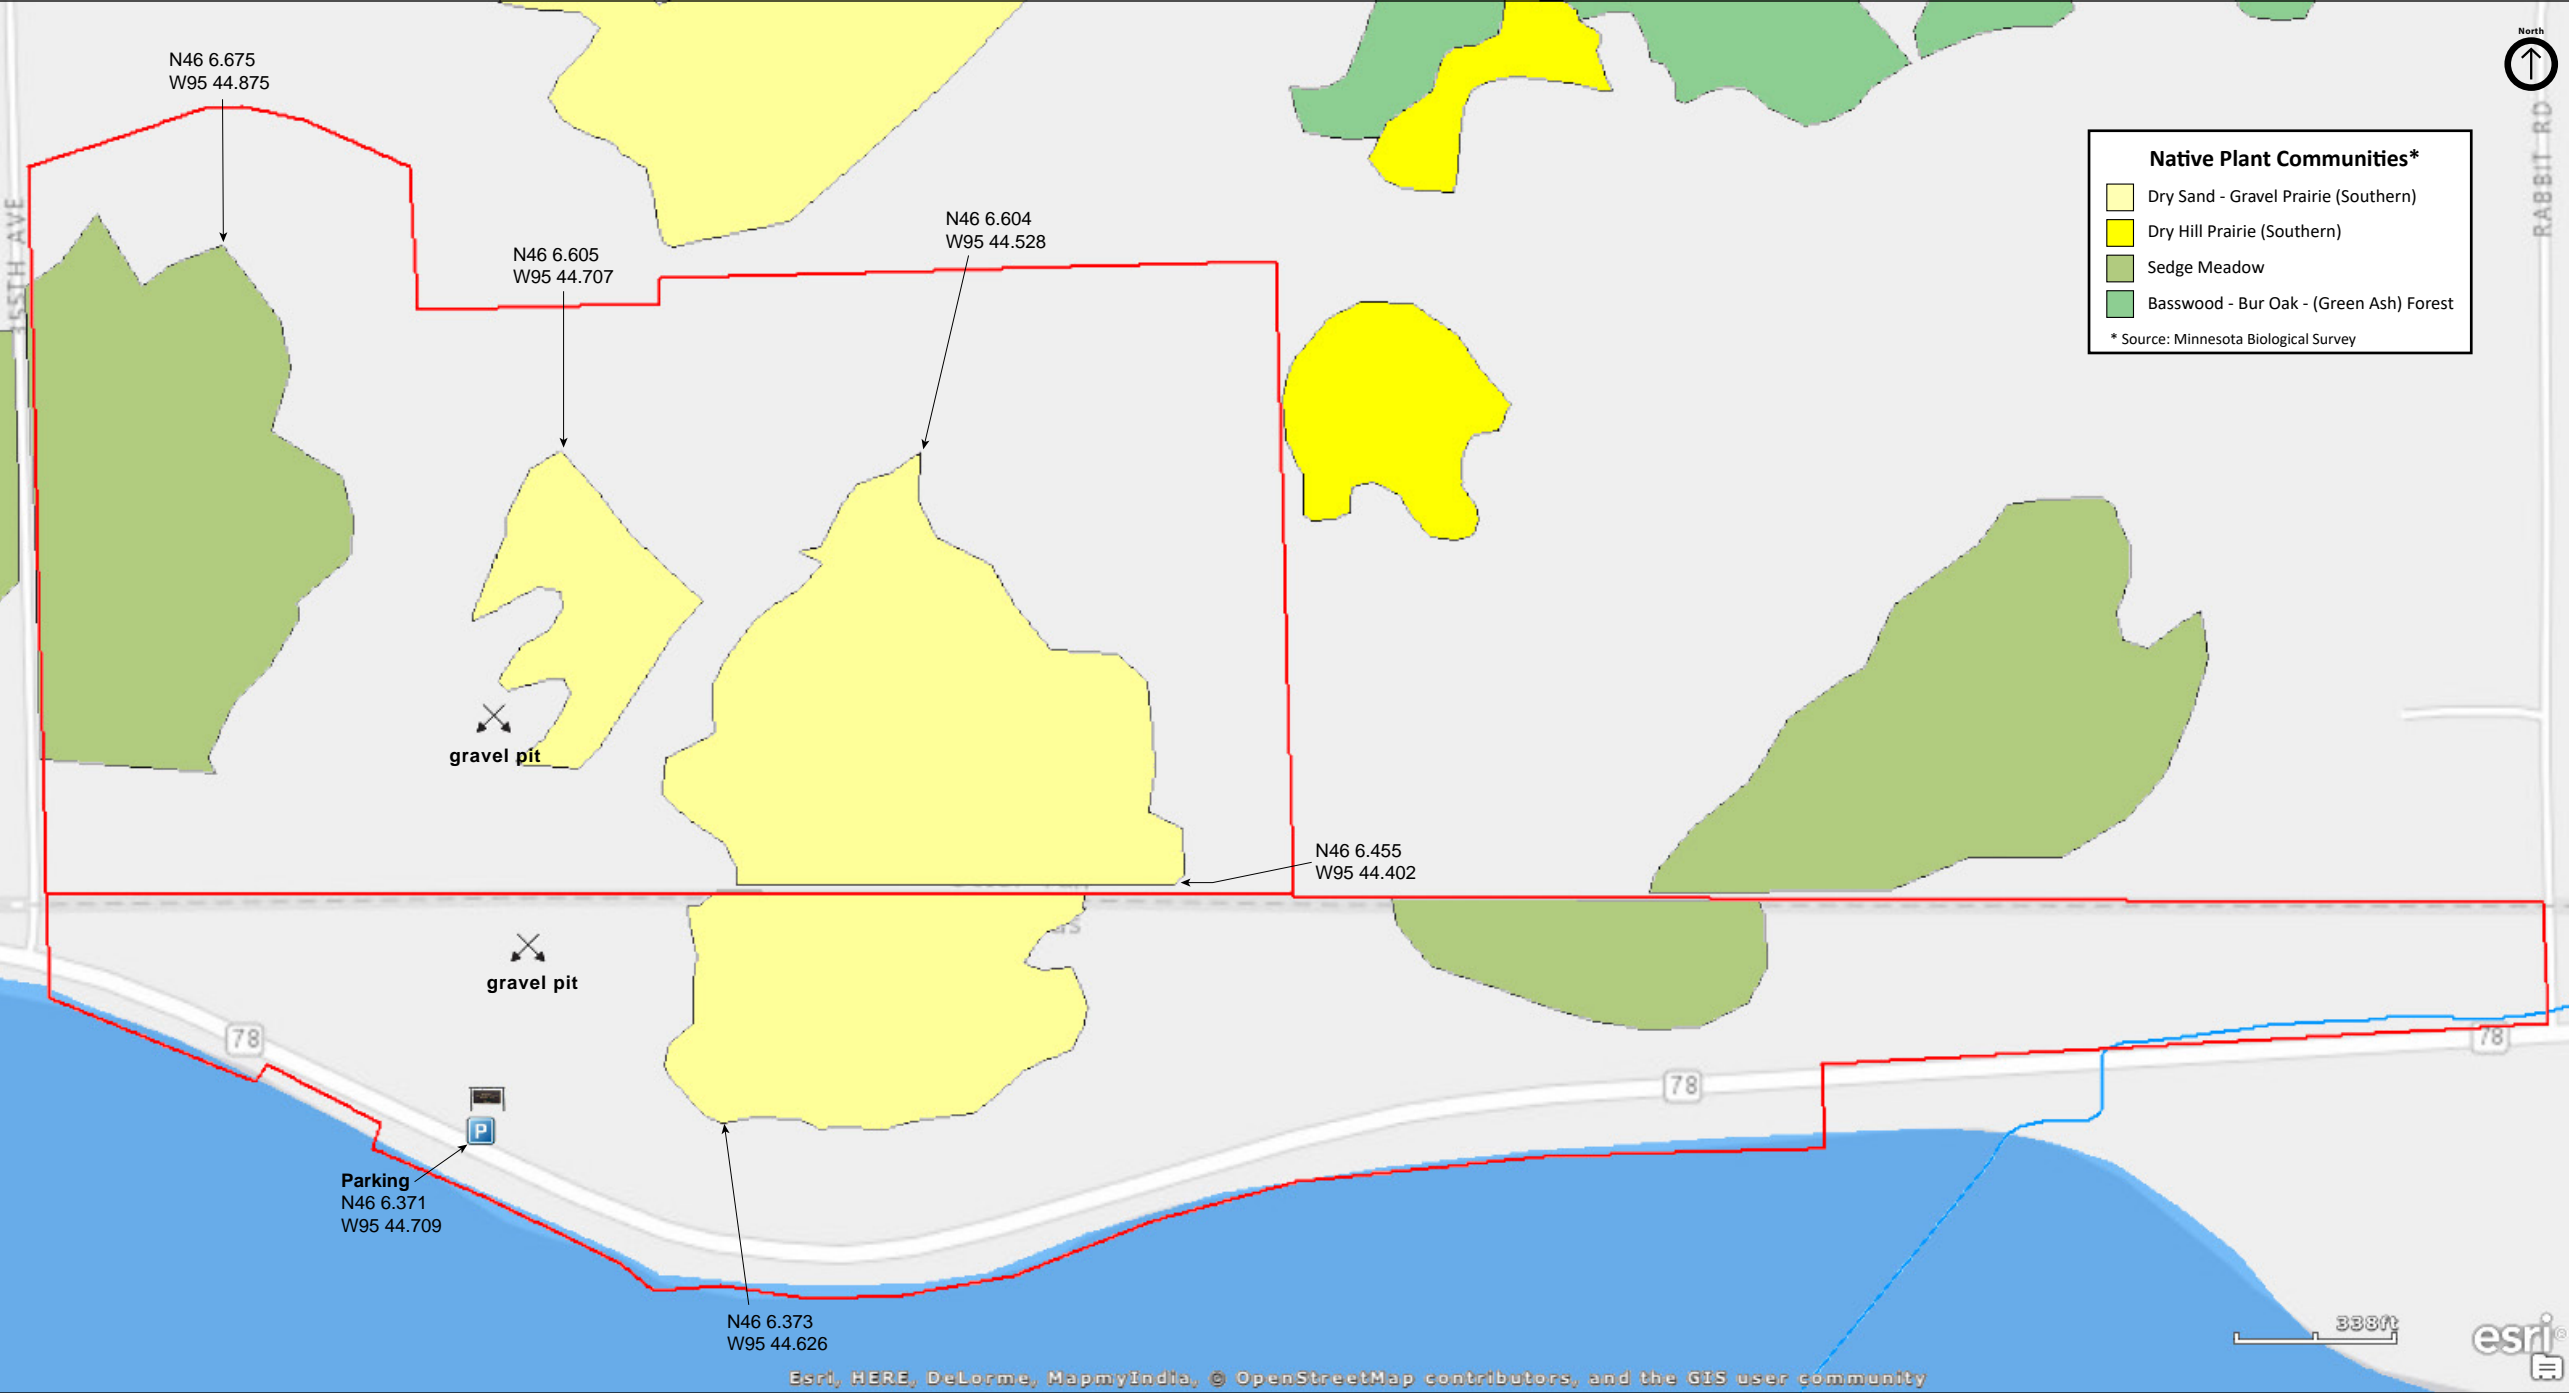 North
N46 6.675
W95 44.875
355TH AVE
RABBIT RD
Native Plant Communities*
Dry Sand - Gravel Prairie (Southern)
Dry Hill Prairie (Southern)
Sedge Meadow
Basswood - Bur Oak - (Green Ash) Forest
* Source: Minnesota Biological Survey
N46 6.605
W95 44.707
N46 6.604
W95 44.528
gravel pit
N46 6.455
W95 44.402
gravel pit
78
78
78
P
Parking
N46 6.371
W95 44.709
N46 6.373
W95 44.626
338ft
esri
Esri, HERE, DeLorme, MapmyIndia, © OpenStreetMap contributors, and the GIS user community